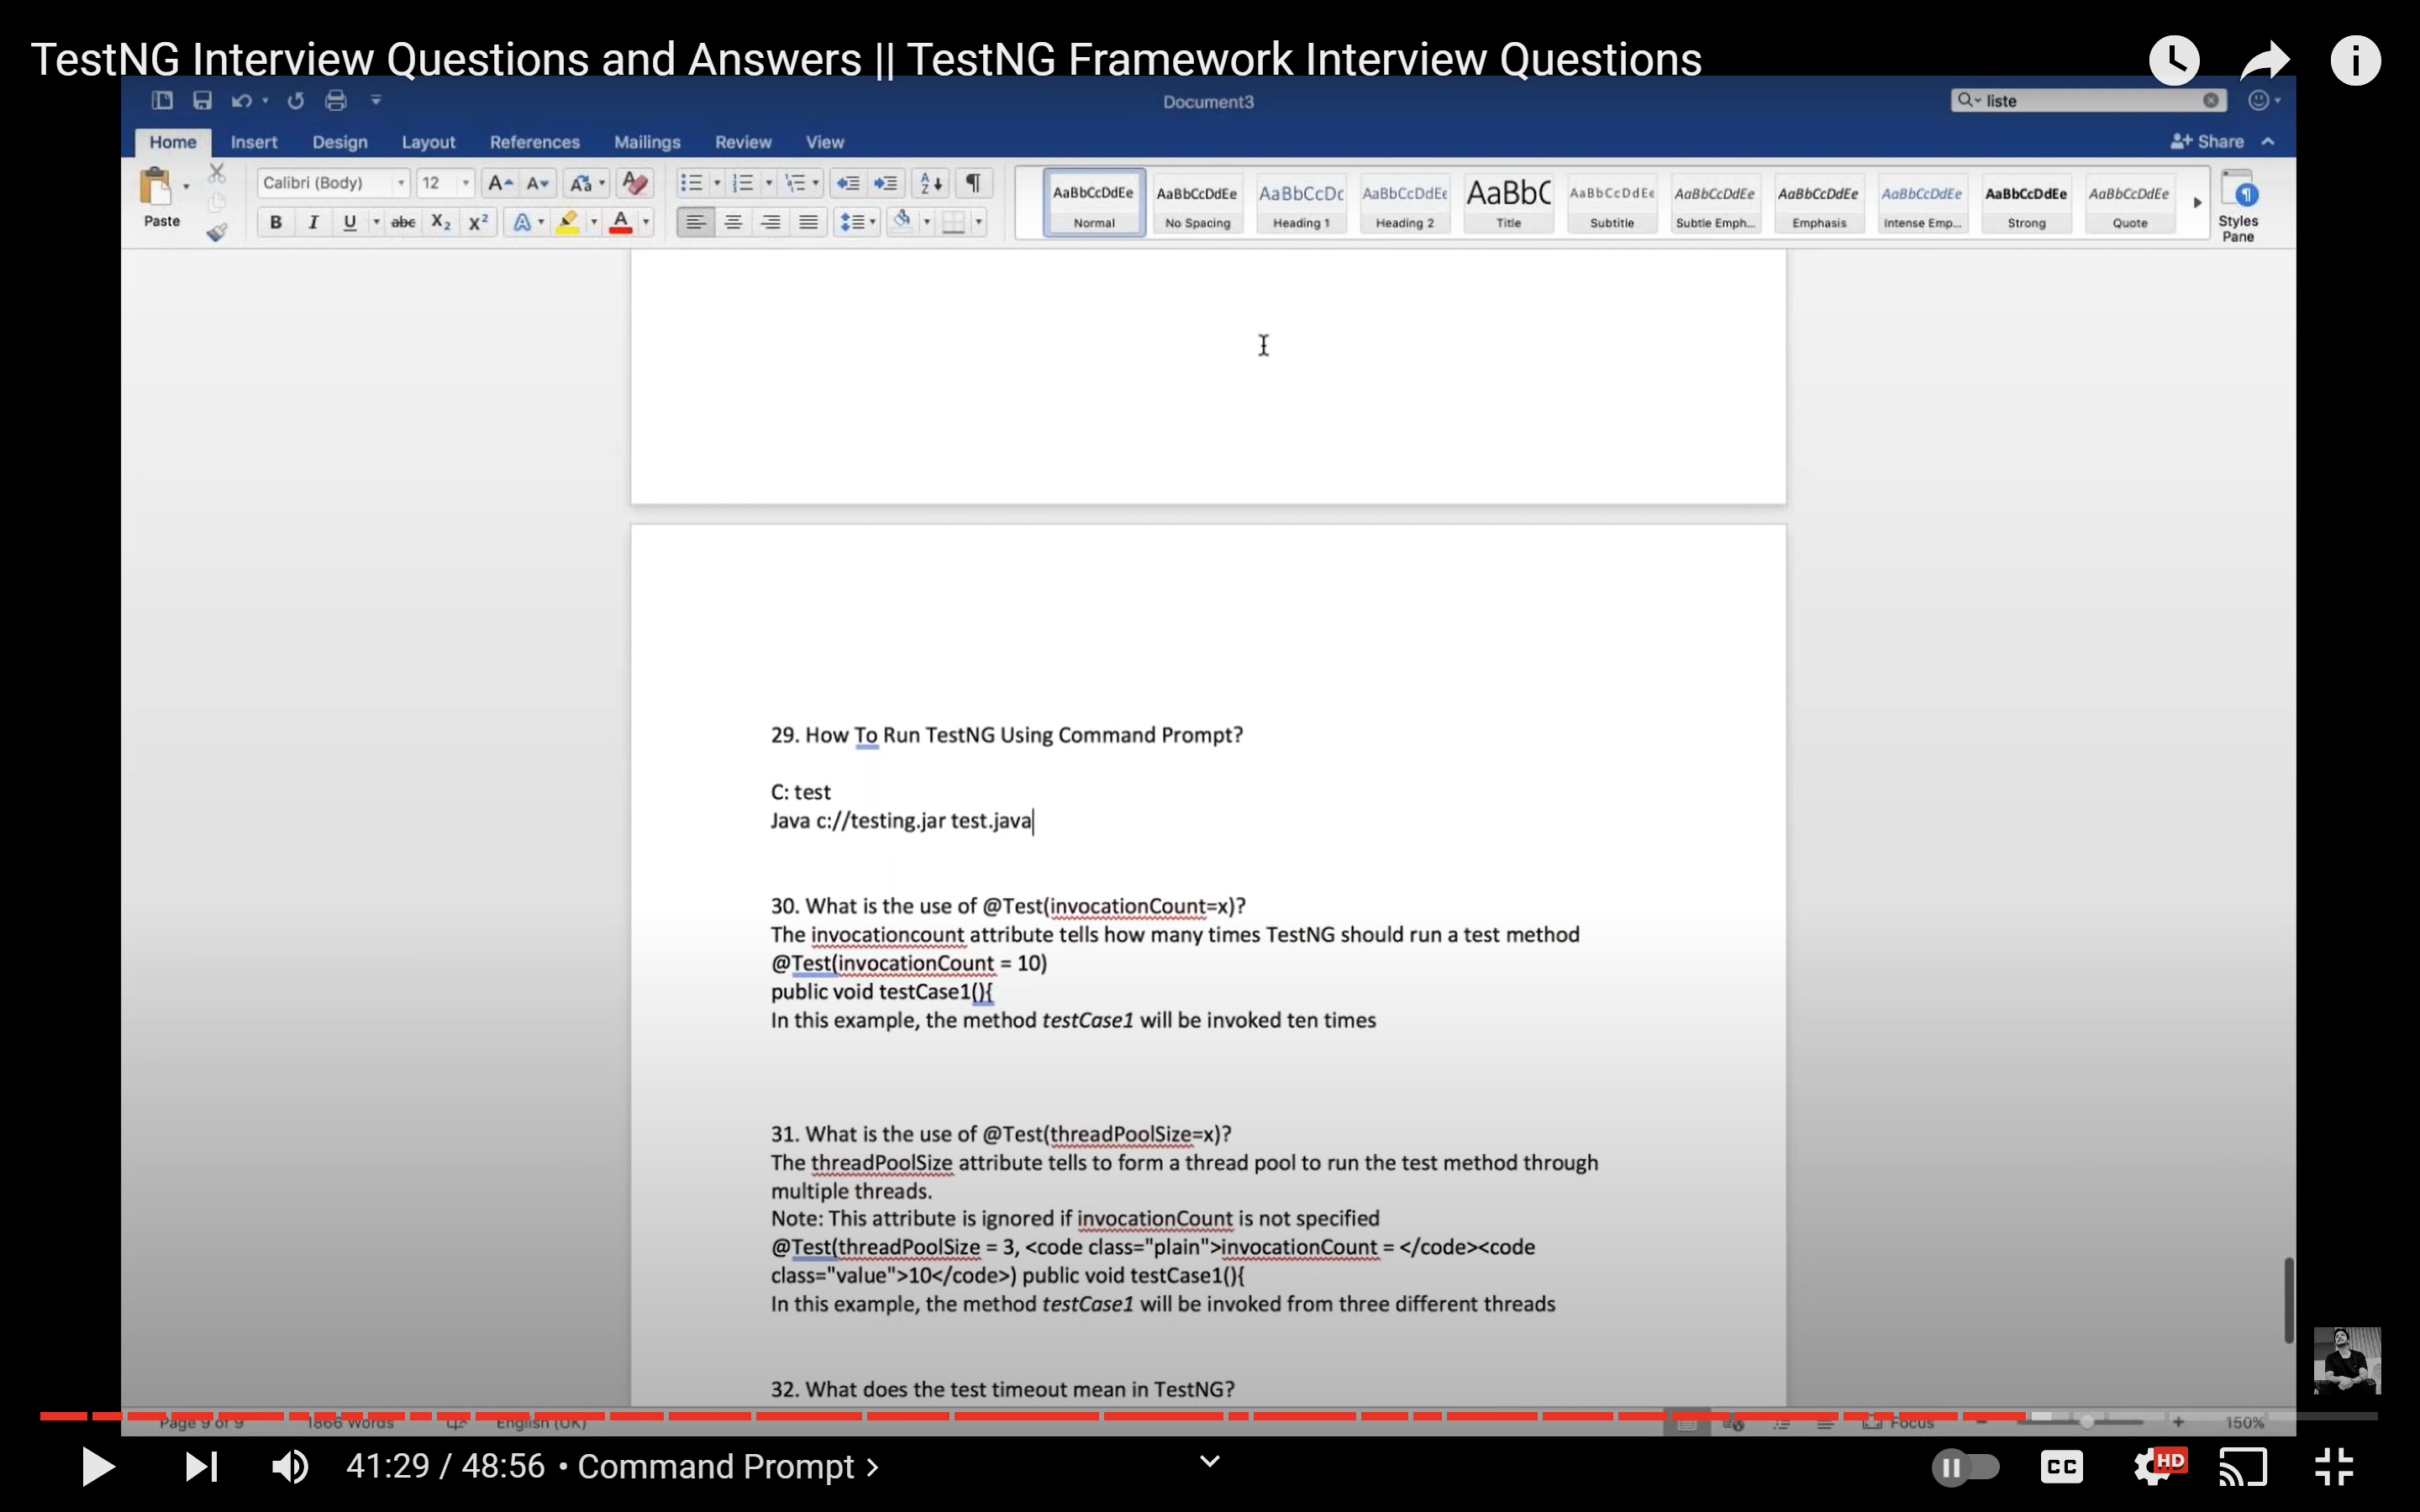 TestNG Interview Questions and Answers || TestNG Framework Interview Questions
Document3
liste
Home Insert Design Layout References Mailings Review View
Share
Paste
Calibri (Body) 12
AaBbCcDdEe AaBbCcDdEe AaBbCcDc AaBbCcDdEe AaBbC AaBbCcDdEe AaBbCcDdEe AaBbCcDdEe AaBbCcDdEe AaBbCcDdEe AaBbCcDdEe
Normal No Spacing Heading 1 Heading 2 Title Subtitle Subtle Emph... Emphasis Intense Emp... Strong Quote
Styles
Pane
B I U abc X2 X2 A A
29. How To Run TestNG Using Command Prompt?
C: test
Java c://testing.jar test.java
30. What is the use of @Test(invocationCount=x)?
The invocationcount attribute tells how many times TestNG should run a test method
@Test(invocationCount = 10)
public void testCase1(){
In this example, the method testCase1 will be invoked ten times
31. What is the use of @Test(threadPoolSize=x)?
The threadPoolSize attribute tells to form a thread pool to run the test method through
multiple threads.
Note: This attribute is ignored if invocationCount is not specified
@Test(threadPoolSize = 3, <code class="plain">invocationCount = </code><code
class="value">10</code>) public void testCase1(){
In this example, the method testCase1 will be invoked from three different threads
32. What does the test timeout mean in TestNG?
Page 9 of 9 1866 Words English (UK) Focus 150%
41:29 / 48:56 • Command Prompt
CC
HD